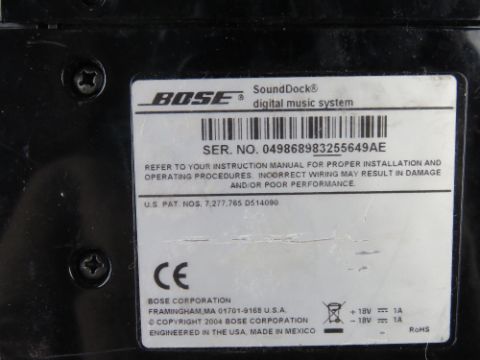 BOSE® SoundDock®
digital music system
SER. NO. 049868983255649AE
REFER TO YOUR INSTRUCTION MANUAL FOR PROPER INSTALLATION AND
OPERATING PROCEDURES. INCORRECT WIRING MAY RESULT IN DAMAGE
AND/OR POOR PERFORMANCE.
U.S. PAT. NOS. 7,277,765 D514090
CE
BOSE CORPORATION
FRAMINGHAM, MA 01701-9168 U.S.A.
© COPYRIGHT 2004 BOSE CORPORATION
ENGINEERED IN THE U.S.A., MADE IN MEXICO
+18V ⎓ 1A
-18V ⎓ 1A
RoHS